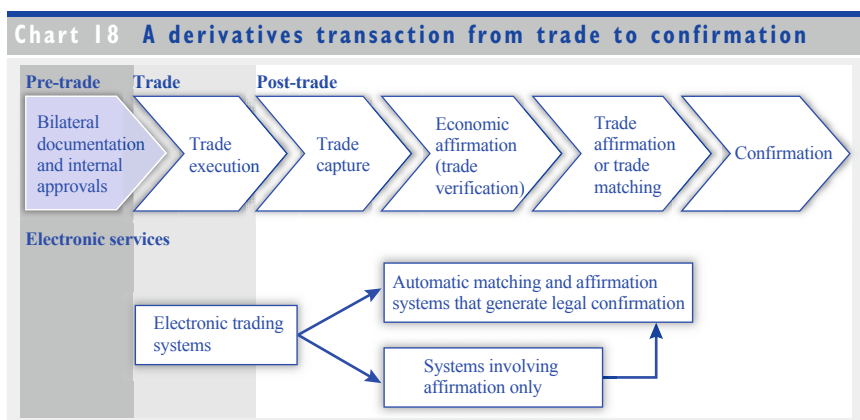 Chart 18 A derivatives transaction from trade to confirmation
Pre-trade Trade Post-trade
Bilateral
documentation
and internal
approvals
Trade
execution
Trade
capture
Economic
affirmation
(trade
verification)
Trade
affirmation
or trade
matching
Confirmation
Electronic services
Electronic trading
systems
Automatic matching and affirmation
systems that generate legal confirmation
Systems involving
affirmation only